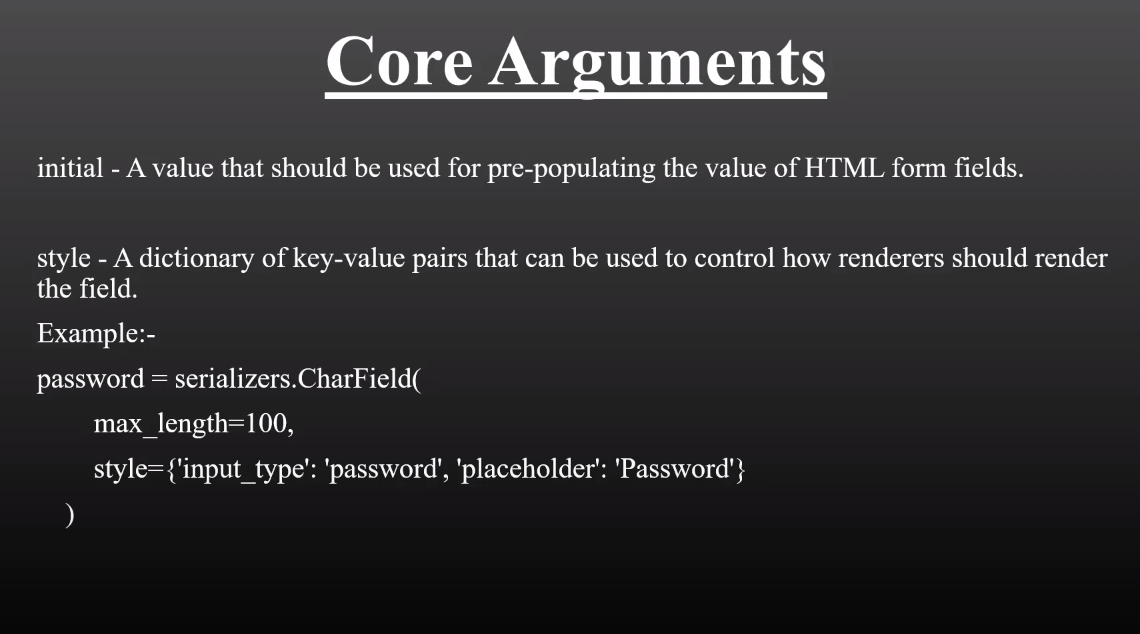 Core Arguments
initial - A value that should be used for pre-populating the value of HTML form fields.
style - A dictionary of key-value pairs that can be used to control how renderers should render
the field.
Example:-
password = serializers.CharField(
max_length=100,
style={'input_type': 'password', 'placeholder': 'Password'}
)